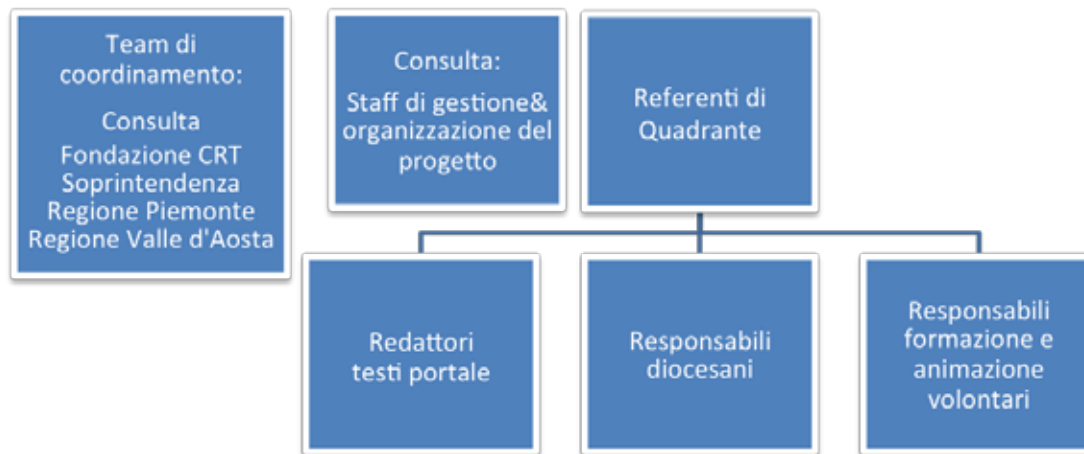 Team di
coordinamento:
Consulta
Fondazione CRT
Soprintendenza
Regione Piemonte
Regione Valle d'Aosta
Consulta:
Staff di gestione&
organizzazione del
progetto
Referenti di
Quadrante
Redattori
testi portale
Responsabili
diocesani
Responsabili
formazione e
animazione
volontari